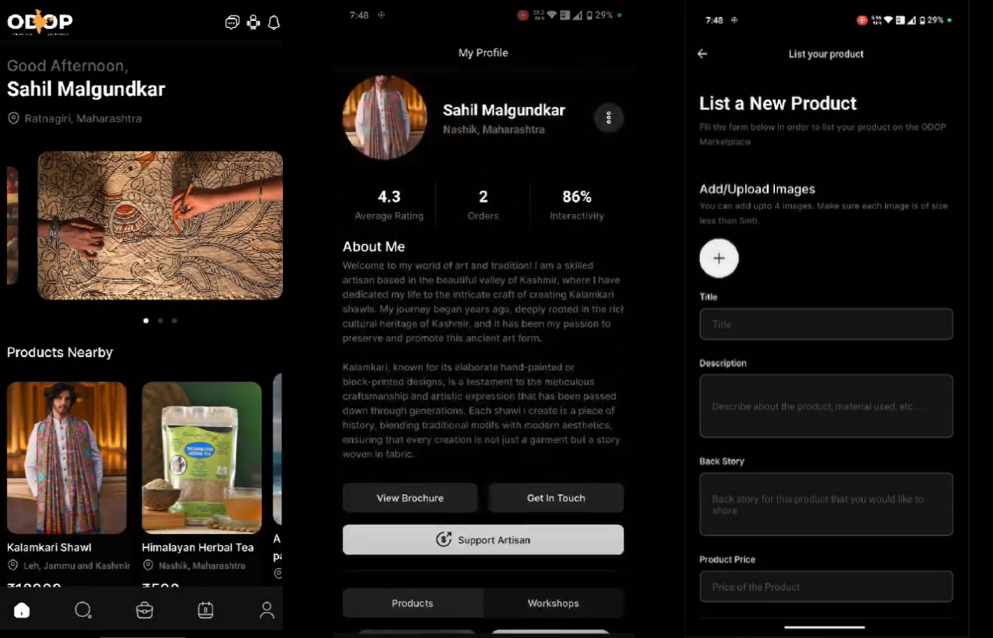 ODOP
Good Afternoon,
Sahil Malgundkar
Ratnagiri, Maharashtra
Products Nearby
Kalamkari Shawl
Leh, Jammu and Kashmir
Himalayan Herbal Tea
Nashik, Maharashtra
A
pa
8
7:48
29%
My Profile
Sahil Malgundkar
Nashik, Maharashtra
4.3
Average Rating
2
Orders
86%
Interactivity
About Me
Welcome to my world of art and tradition! I am a skilled
artisan based in the beautiful valley of Kashmir, where I have
dedicated my life to the intricate craft of creating Kalamkari
shawls. My journey began years ago, deeply rooted in the rich
cultural heritage of Kashmir, and it has been my passion to
preserve and promote this ancient art form.
Kalamkari, known for its elaborate hand-painted or
block-printed designs, is a testament to the meticulous
craftsmanship and artistic expression that has been passed
down through generations. Each shawl i create is a piece of
history, blending traditional motifs with modern aesthetics,
ensuring that every creation is not just a garment but a story
woven in fabric.
View Brochure
Get In Touch
Support Artisan
Products
Workshops
7:48
29%
List your product
List a New Product
Fill the form below in order to list your product on the ODOP
Marketplace
Add/Upload Images
You can add upto 4 images. Make sure each image is of size
less than 5mb.
Title
Title
Description
Describe about the product, material used, etc . .
Back Story
Back story for this product that you would like to
share
Product Price
Price of the Product